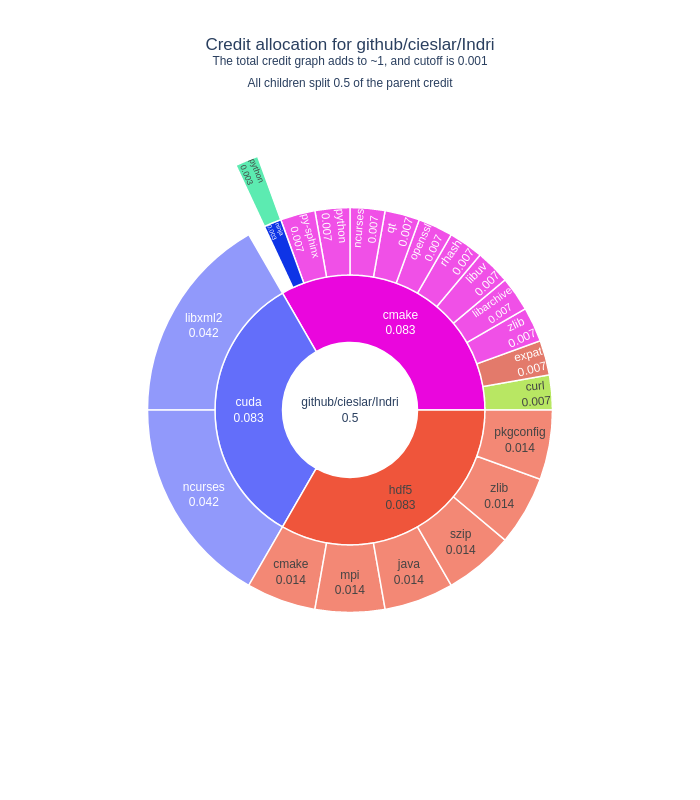 Credit allocation for github/cieslar/Indri
The total credit graph adds to ~1, and cutoff is 0.001
All children split 0.5 of the parent credit
github/cieslar/Indri
0.5
cmake
0.083
cuda
0.083
hdf5
0.083
libxml2
0.042
ncurses
0.042
pkgconfig
0.014
zlib
0.014
szip
0.014
java
0.014
mpi
0.014
cmake
0.014
curl
0.007
expat
0.007
zlib
0.007
libarchive
0.007
libuv
0.007
rhash
0.007
openssl
0.007
qt
0.007
ncurses
0.007
python
0.007
py-sphinx
0.007
0.003
python
0.003